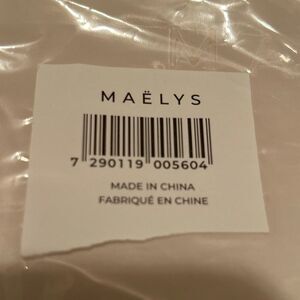 MAËLYS
7 290119 005604
MADE IN CHINA
FABRIQUÉ EN CHINE